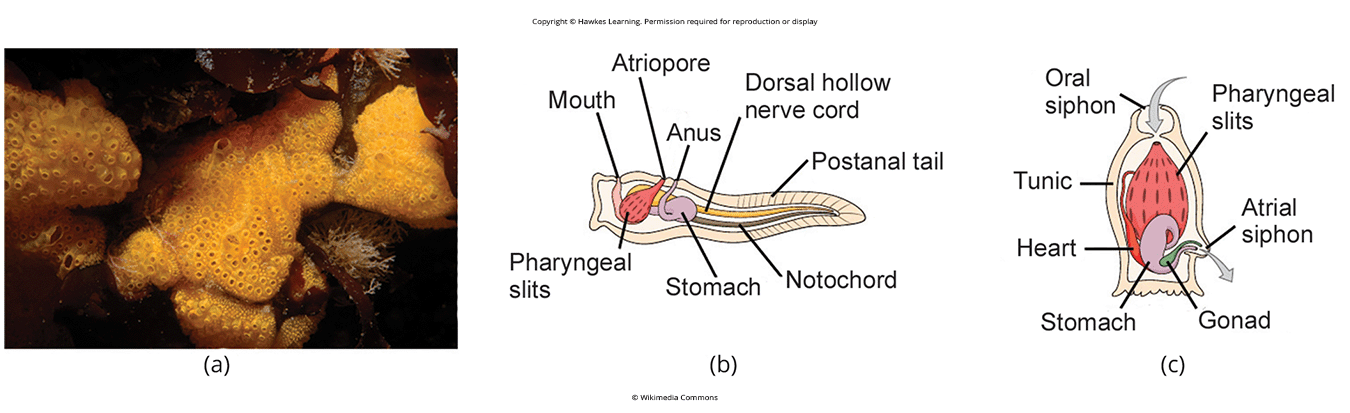 Copyright © Hawkes Learning. Permission required for reproduction or display
Atriopore
Mouth
Dorsal hollow
nerve cord
Anus
Postanal tail
Pharyngeal
slits
Stomach
Notochord
Oral
siphon
Pharyngeal
slits
Tunic
Atrial
siphon
Heart
Stomach
Gonad
(a)
(b)
(c)
© Wikimedia Commons